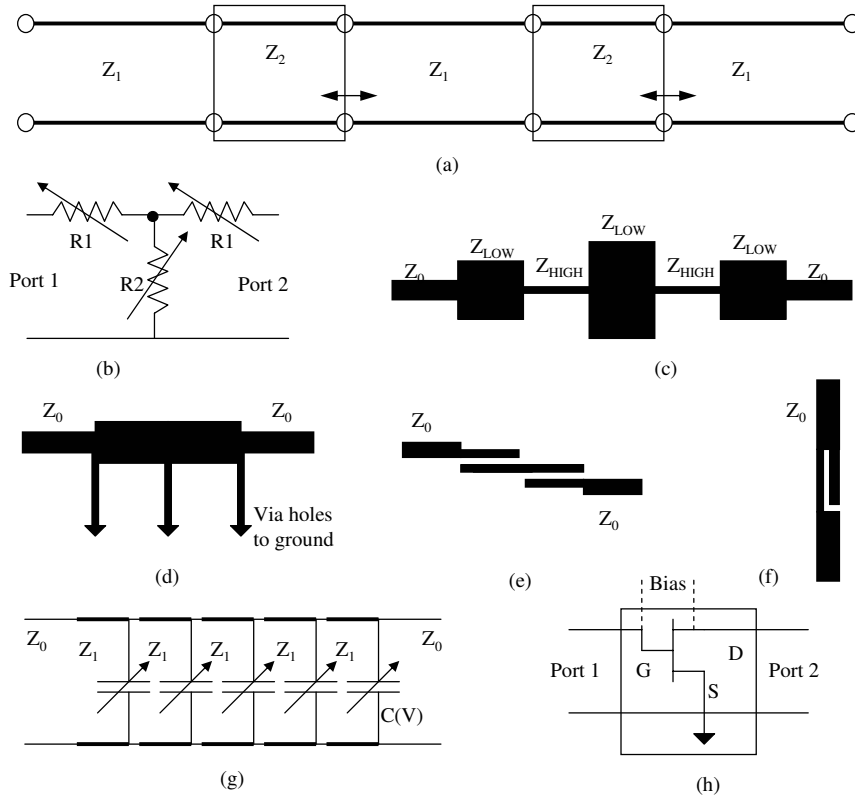 Z1 Z2 Z1 Z2 Z1
(a)
R1 R1
Port 1 R2 Port 2
(b)
Z0 ZLOW ZHIGH ZLOW ZHIGH ZLOW Z0
(c)
Z0 Z0
Via holes
to ground
(d)
Z0
Z0
(e)
Z0
(f)
Z0 Z1 Z1 Z1 Z1 Z1 Z0
C(V)
(g)
Bias
Port 1 G D Port 2
S
(h)